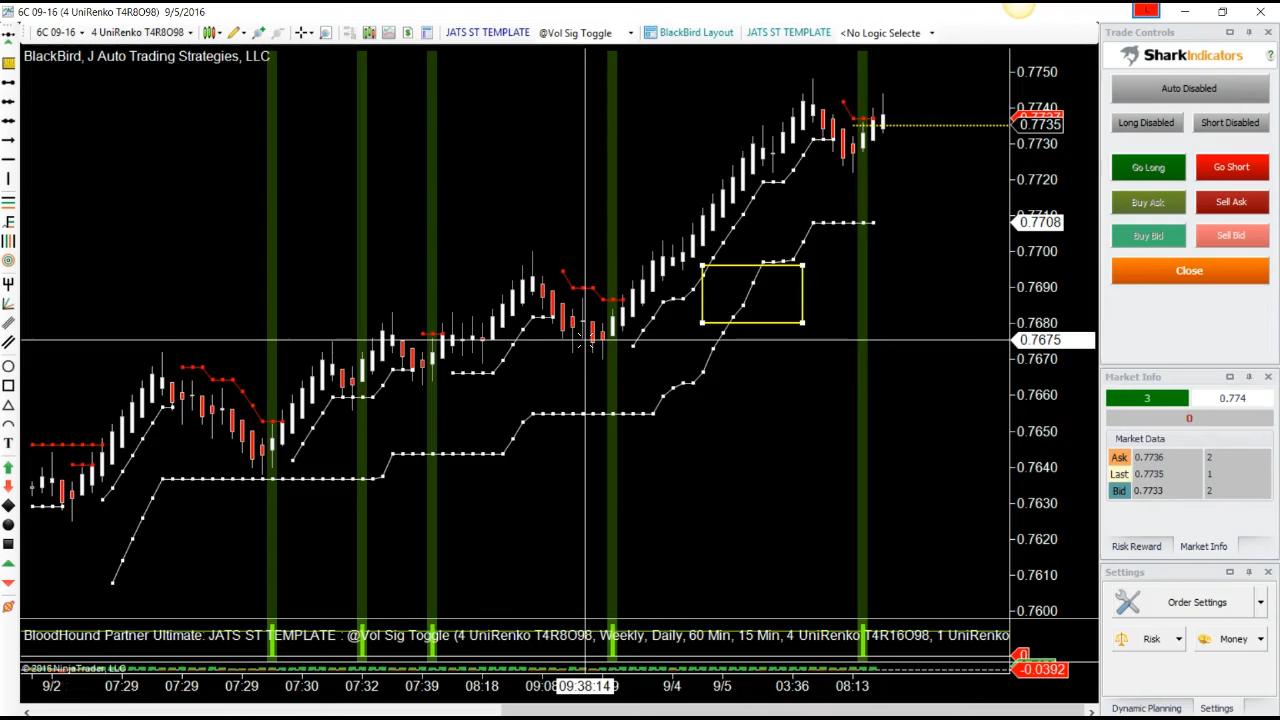 6C 09-16 (4 UniRenko T4R8O98) 9/5/2016
6C 09-16 4 UniRenko T4R8O98 $ JATS ST TEMPLATE @Vol Sig Toggle BlackBird Layout JATS ST TEMPLATE <No Logic Selecte
BlackBird, J Auto Trading Strategies, LLC
0.7750
0.7740
0.7735
0.7730
0.7720
0.7708
0.7700
0.7690
0.7680
0.7675
0.7670
0.7660
0.7650
0.7640
0.7630
0.7620
0.7610
0.7600
BloodHound Partner Ultimate: JATS ST TEMPLATE : @Vol Sig Toggle (4 UniRenko T4R8O98, Weekly, Daily, 60 Min, 15 Min, 4 UniRenko T4R16O98, 1 UniRenko
0
© 2016 NinjaTrader, LLC
-0.0392
9/2 07:29 07:29 07:29 07:30 07:32 07:39 08:18 09:08 09:38:14 9/4 9/5 03:36 08:13
T
L
Trade Controls
SharkIndicators
?
Auto Disabled
Long Disabled Short Disabled
Go Long Go Short
Buy Ask Sell Ask
Buy Bid Sell Bid
Close
Market Info
3 0.774
0
Market Data
Ask 0.7736 2
Last 0.7735 1
Bid 0.7733 2
Risk Reward Market Info
Settings
Order Settings
Risk Money
Dynamic Planning Settings